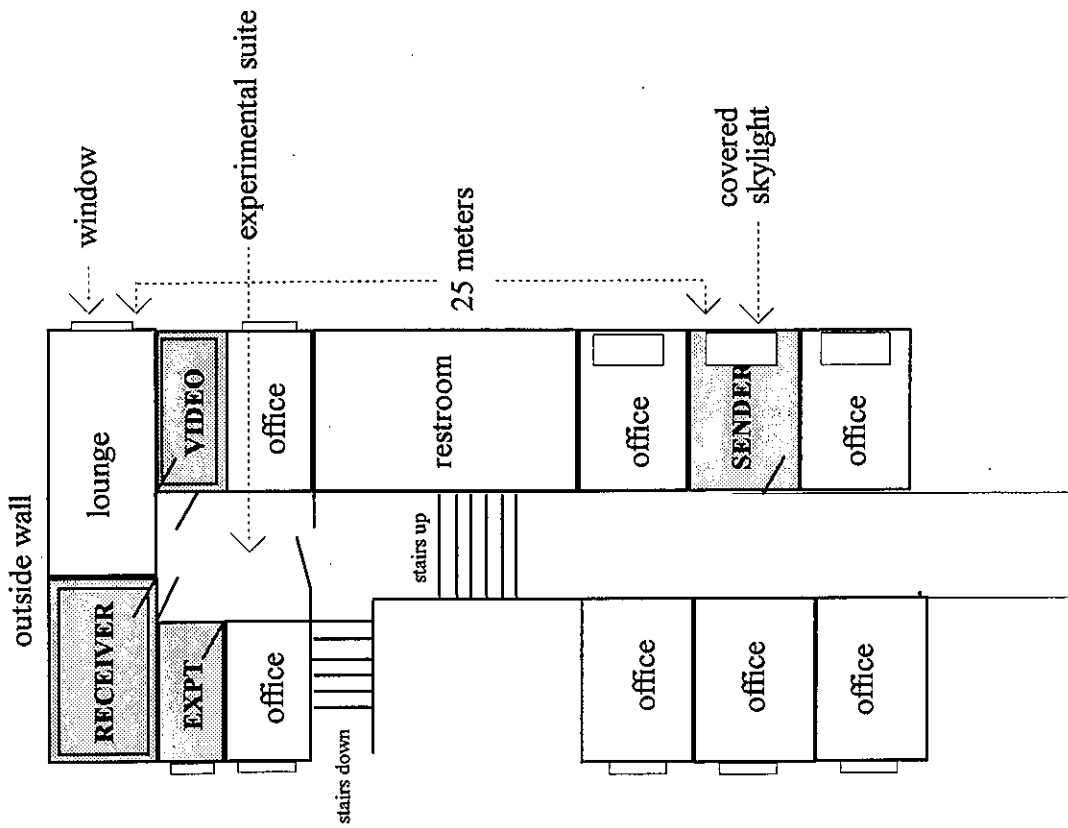 outside wall
window
experimental suite
25 meters
covered
skylight
RECEIVER
lounge
EXPT
VIDEO
office
office
stairs down
stairs up
restroom
office
office
office
SENDER
office
office